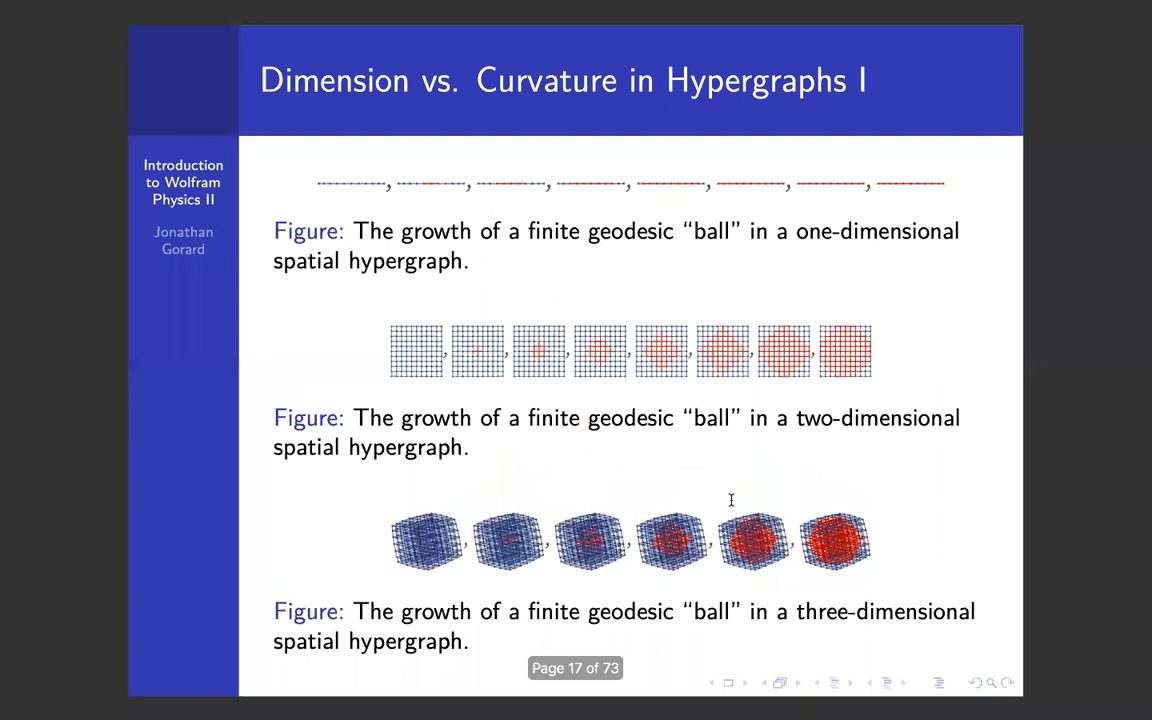 Dimension vs. Curvature in Hypergraphs I
Introduction
to Wolfram
Physics II
Jonathan
Gorard
Figure: The growth of a finite geodesic “ball” in a one-dimensional
spatial hypergraph.
Figure: The growth of a finite geodesic “ball” in a two-dimensional
spatial hypergraph.
Figure: The growth of a finite geodesic “ball” in a three-dimensional
spatial hypergraph.
Page 17 of 73